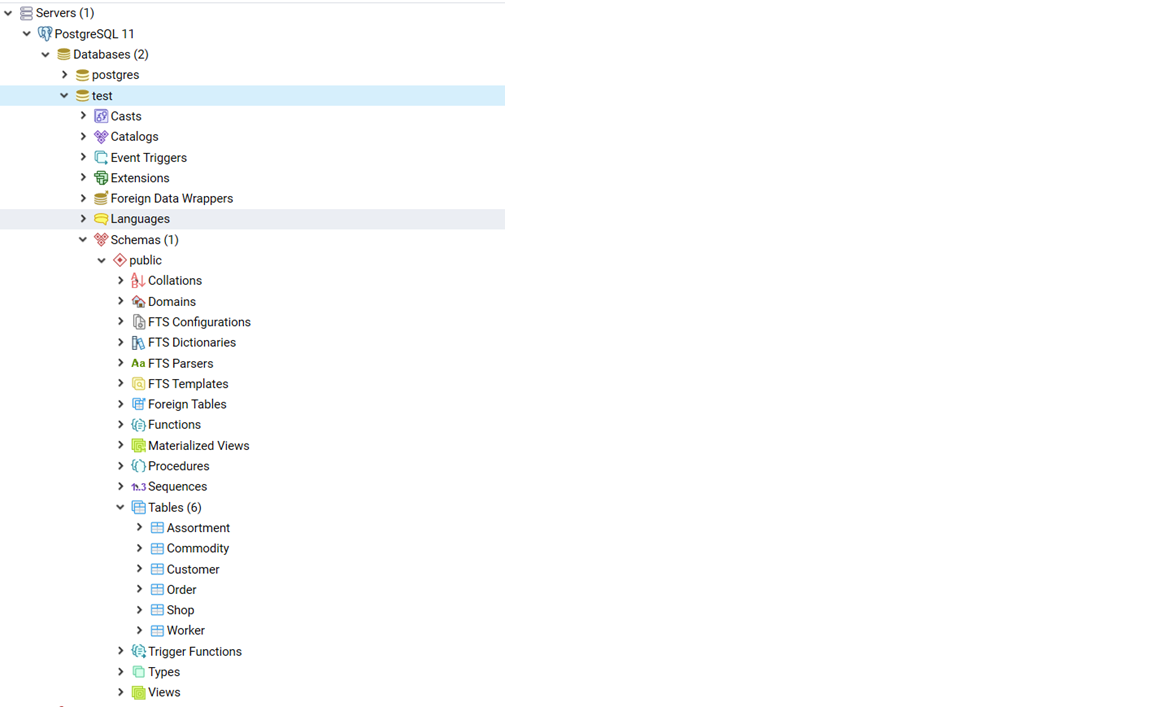 Servers (1)
PostgreSQL 11
Databases (2)
postgres
test
Casts
Catalogs
Event Triggers
Extensions
Foreign Data Wrappers
Languages
Schemas (1)
public
Collations
Domains
FTS Configurations
FTS Dictionaries
Aa FTS Parsers
FTS Templates
Foreign Tables
Functions
Materialized Views
Procedures
1..3 Sequences
Tables (6)
Assortment
Commodity
Customer
Order
Shop
Worker
Trigger Functions
Types
Views